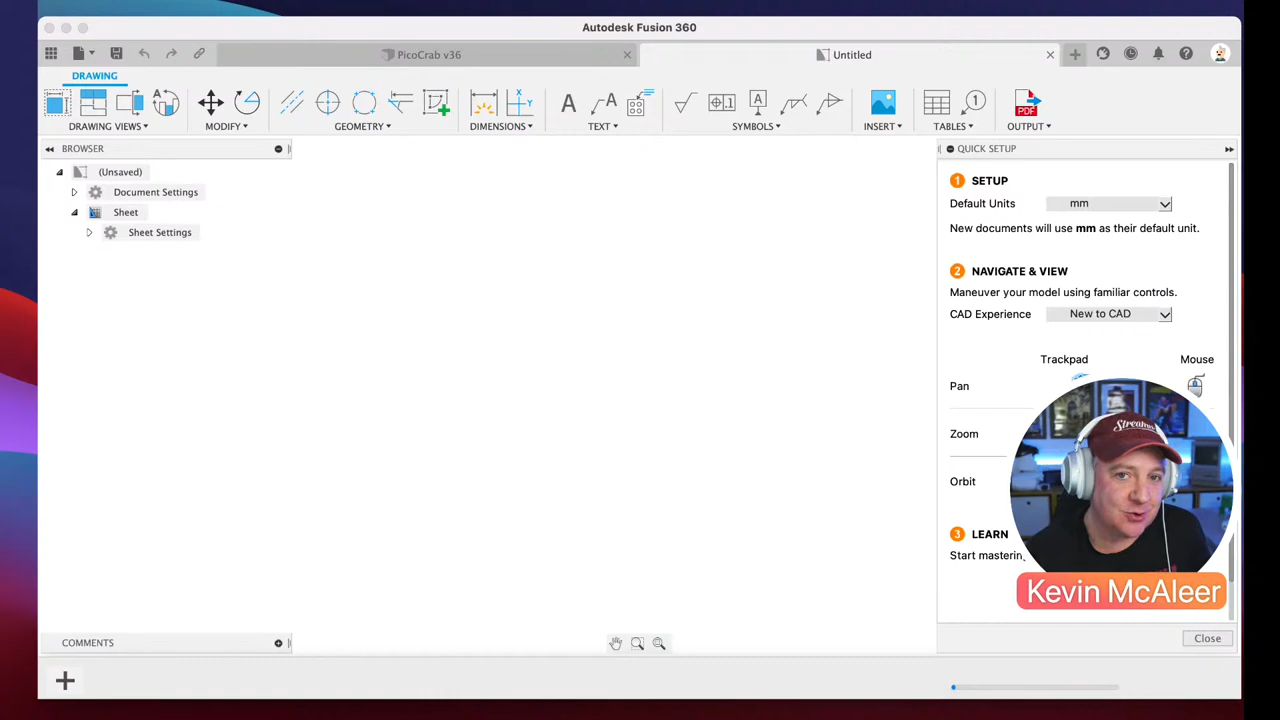 Autodesk Fusion 360
PicoCrab v36
Untitled
DRAWING
DRAWING VIEWS
MODIFY
GEOMETRY
DIMENSIONS
TEXT
SYMBOLS
INSERT
TABLES
OUTPUT
PDF
BROWSER
(Unsaved)
Document Settings
Sheet
Sheet Settings
COMMENTS
QUICK SETUP
1 SETUP
Default Units mm
New documents will use mm as their default unit.
2 NAVIGATE & VIEW
Maneuver your model using familiar controls.
CAD Experience New to CAD
Trackpad Mouse
Pan
Zoom
Orbit
3 LEARN
Start
Kevin McAleer
Close